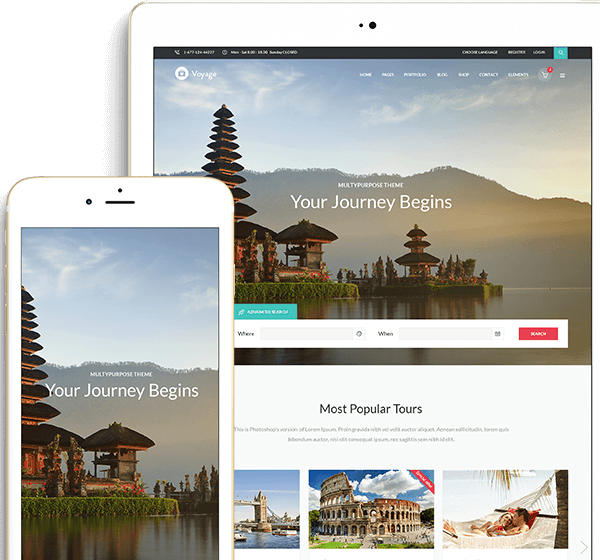 1-677-124-44227 Mon - Sat 8.00 - 18.00 Sunday CLOSED CHOOSE LANGUAGE REGISTER LOGIN
Voyage HOME PAGES PORTFOLIO BLOG SHOP CONTACT ELEMENTS
MULTYPURPOSE THEME
Your Journey Begins
ADVANCED SEARCH
Where When SEARCH
Most Popular Tours
This is Photoshop's version of Lorem Ipsum. Proin gravida nibh vel velit auctor aliquet. Aenean sollicitudin, lorem quis
bibendum auctor, nisi elit consequat ipsum, nec sagittis sem nibh id elit.
MULTYPURPOSE THEME
Your Journey Begins